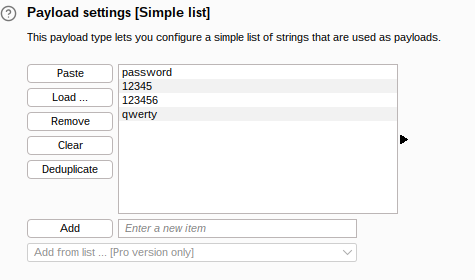 ? Payload settings [Simple list]
This payload type lets you configure a simple list of strings that are used as payloads.
Paste
Load ...
Remove
Clear
Deduplicate
password
12345
123456
qwerty
Add
Enter a new item
Add from list ... [Pro version only]